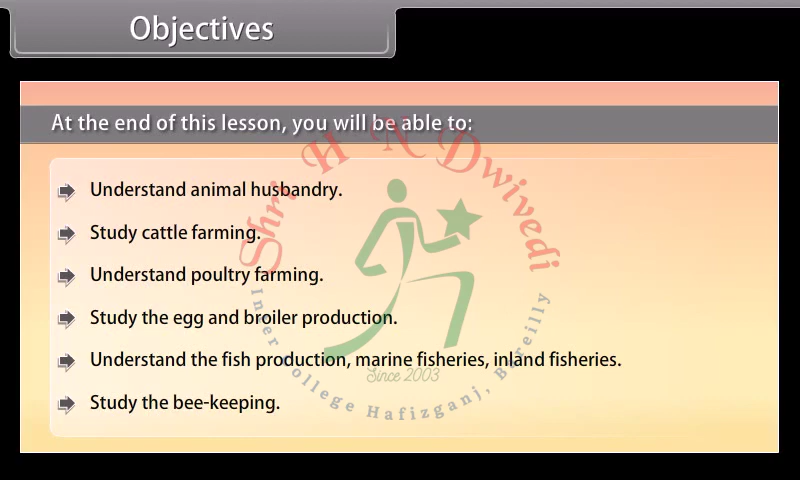 Objectives
At the end of this lesson, you will be able to:
Understand animal husbandry.
Study cattle farming.
Understand poultry farming.
Study the egg and broiler production.
Understand the fish production, marine fisheries, inland fisheries.
Study the bee-keeping.
Shri H N Dwivedi
Since 2003
Inter College Hafizganj, Bareilly